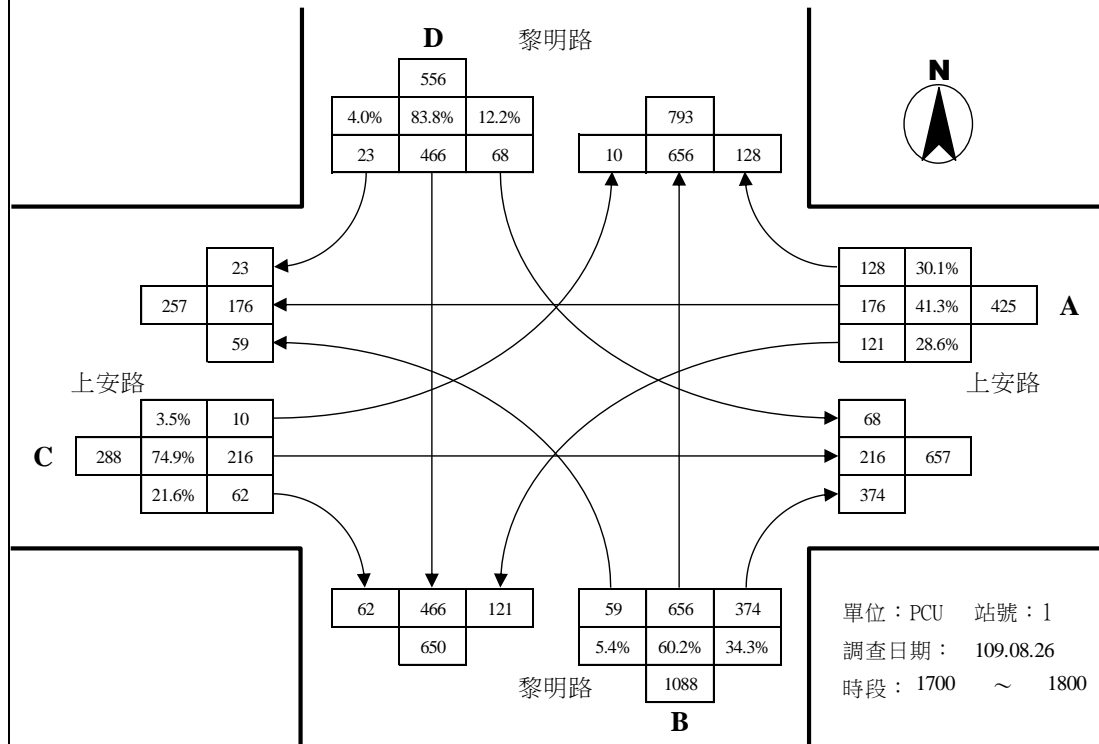 D 黎明路
N
556
4.0% 83.8% 12.2%
23 466 68
793
10 656 128
23
257 176
59
128 30.1%
176 41.3% 425 A
121 28.6%
上安路
上安路
3.5% 10
C 288 74.9% 216
21.6% 62
68
216 657
374
62 466 121
650
59 656 374
5.4% 60.2% 34.3%
1088
黎明路
B
單位：PCU 站號：1
調查日期： 109.08.26
時段： 1700 ～ 1800